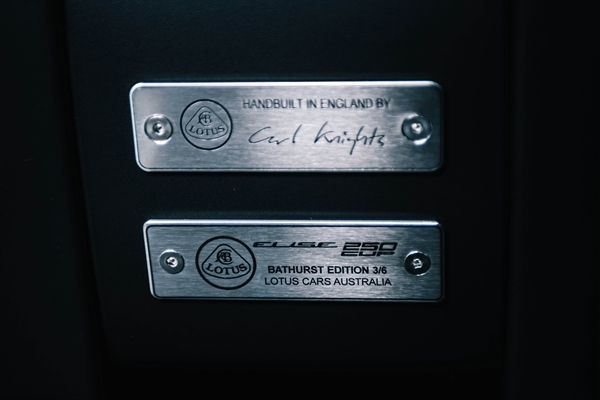 HANDBUILT IN ENGLAND BY
LOTUS
Carl Knights
ELISE 250
CUP
LOTUS
BATHURST EDITION 3/6
LOTUS CARS AUSTRALIA